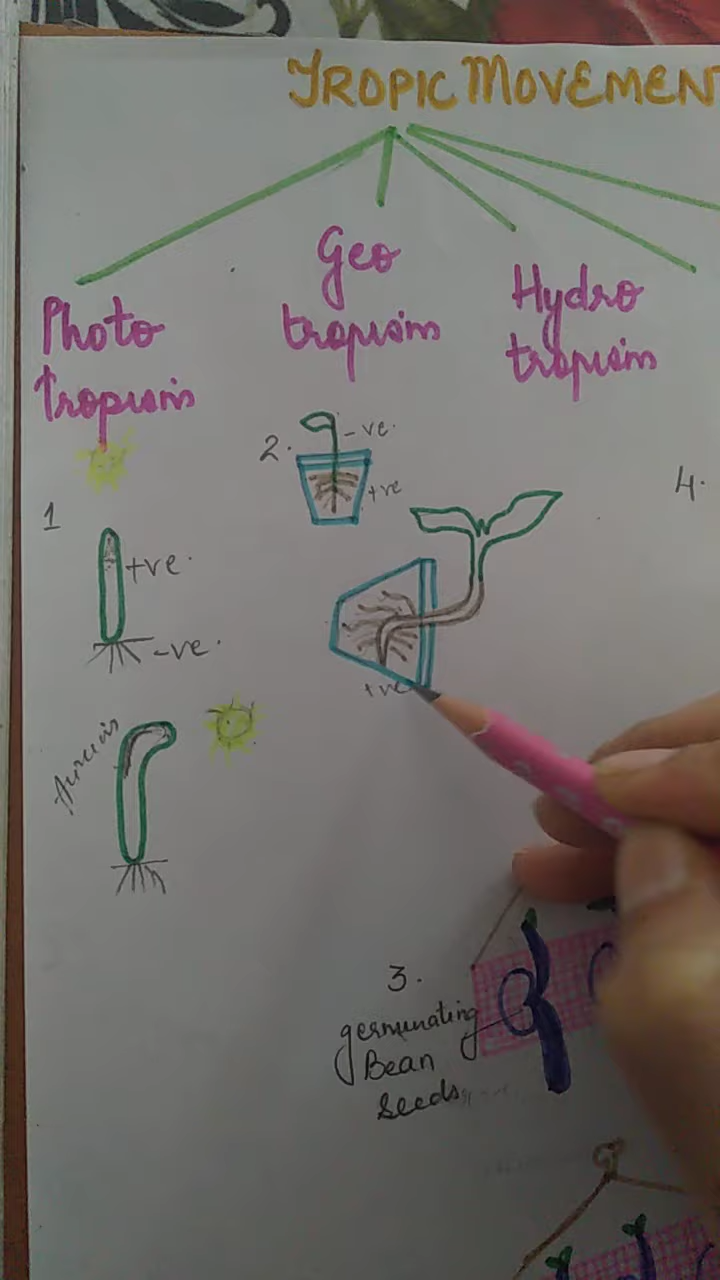 TROPIC MOVEMEN
Photo
Tropism
Geo
tropism
Hydro
tropism
1
+ve.
-ve.
Auxin
2.
-ve.
+ve
+ve
3.
germinating
Bean
seeds
4.